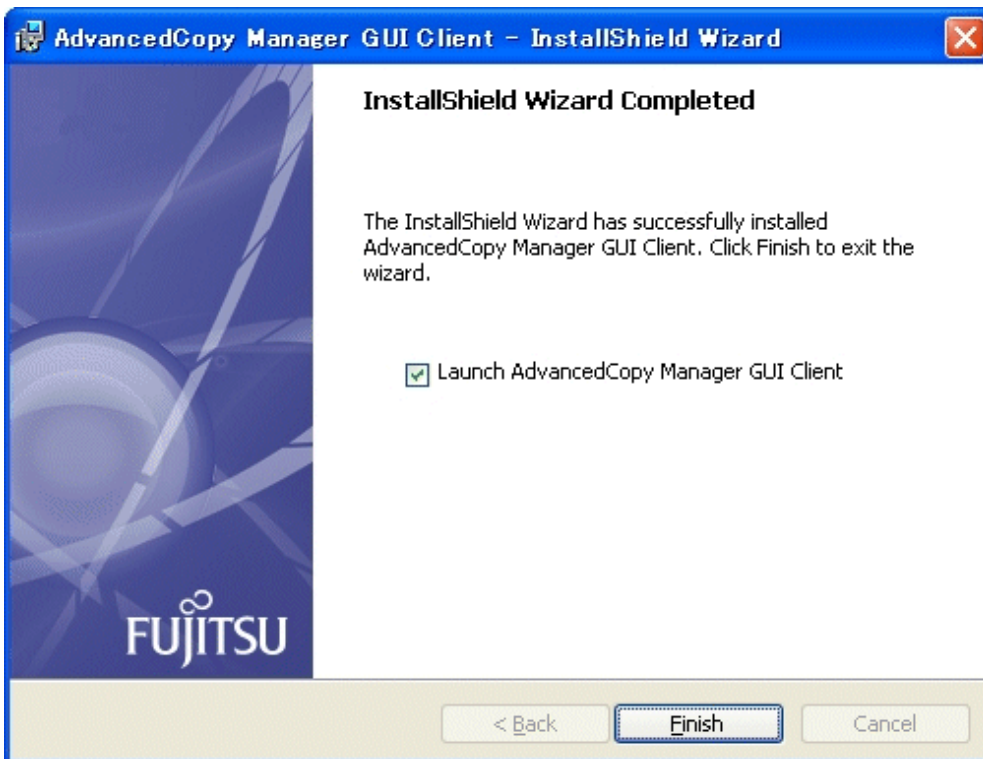 AdvancedCopy Manager GUI Client - InstallShield Wizard
InstallShield Wizard Completed
The InstallShield Wizard has successfully installed
AdvancedCopy Manager GUI Client. Click Finish to exit the
wizard.
Launch AdvancedCopy Manager GUI Client
FUJITSU
< Back
Finish
Cancel